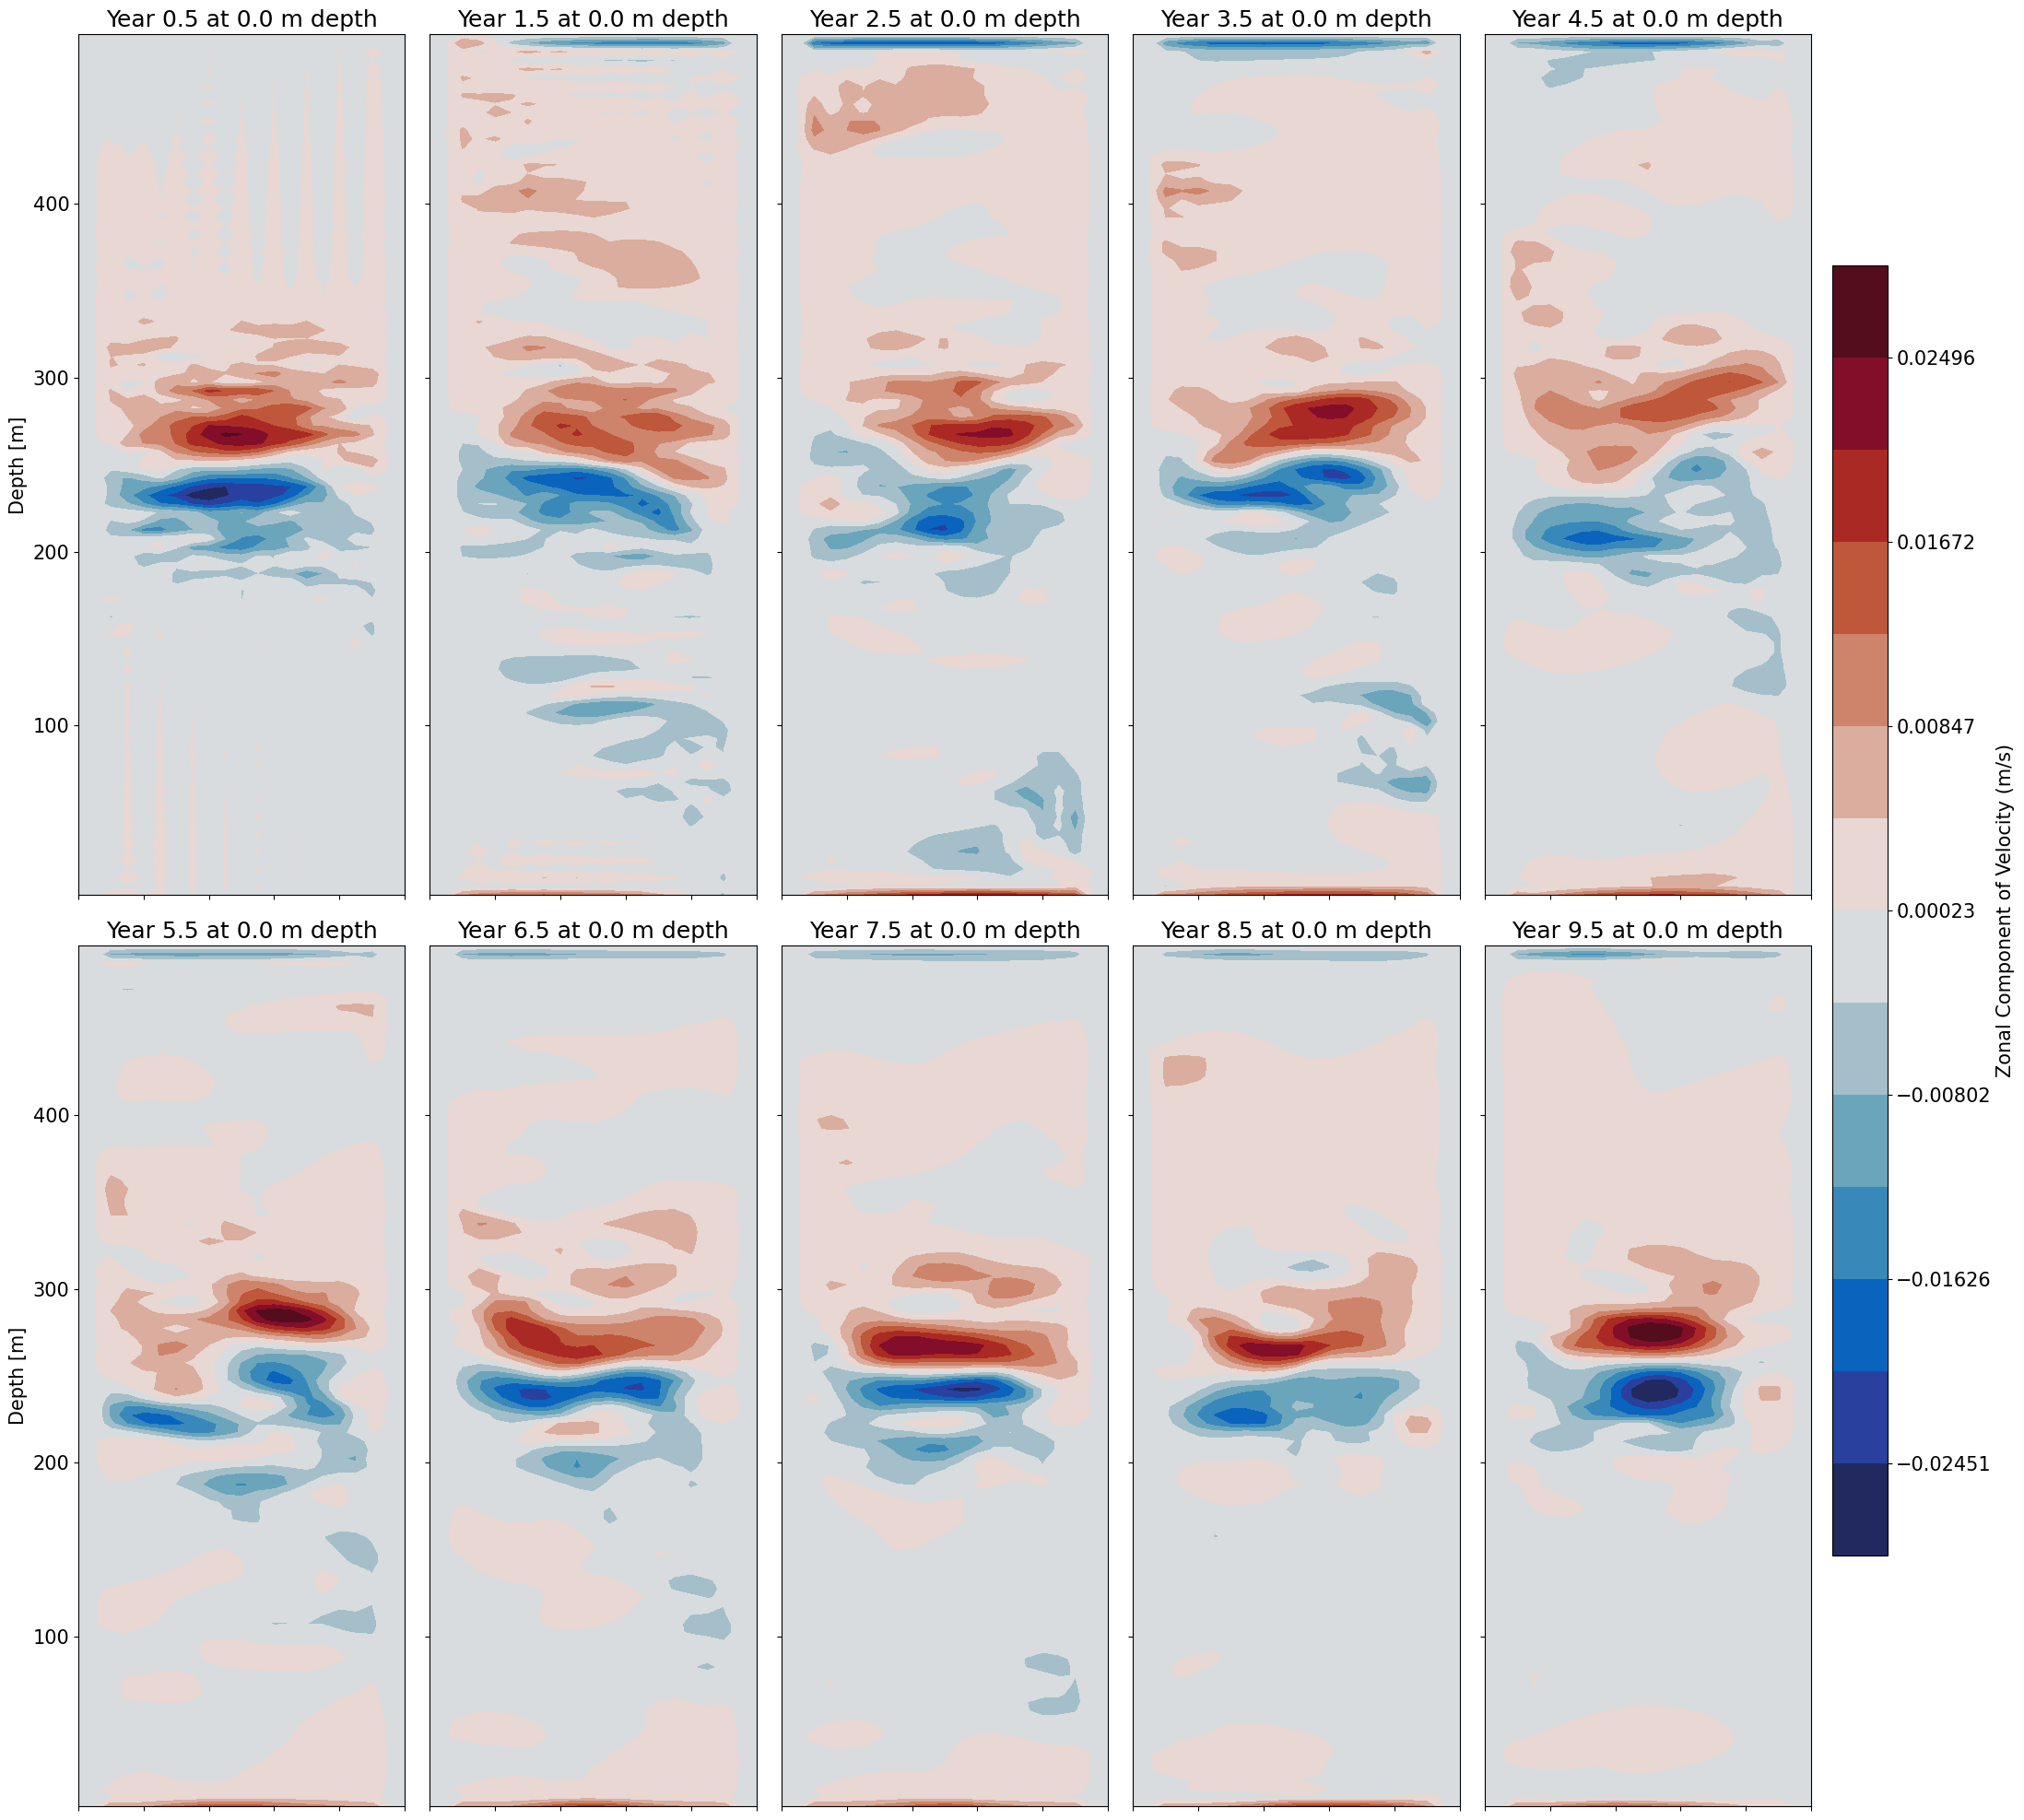 Year 0.5 at 0.0 m depth
Year 1.5 at 0.0 m depth
Year 2.5 at 0.0 m depth
Year 3.5 at 0.0 m depth
Year 4.5 at 0.0 m depth
400
300
200
100
Depth [m]
Year 5.5 at 0.0 m depth
Year 6.5 at 0.0 m depth
Year 7.5 at 0.0 m depth
Year 8.5 at 0.0 m depth
Year 9.5 at 0.0 m depth
400
300
200
100
Depth [m]
0.02496
0.01672
0.00847
0.00023
−0.00802
−0.01626
−0.02451
Zonal Component of Velocity (m/s)